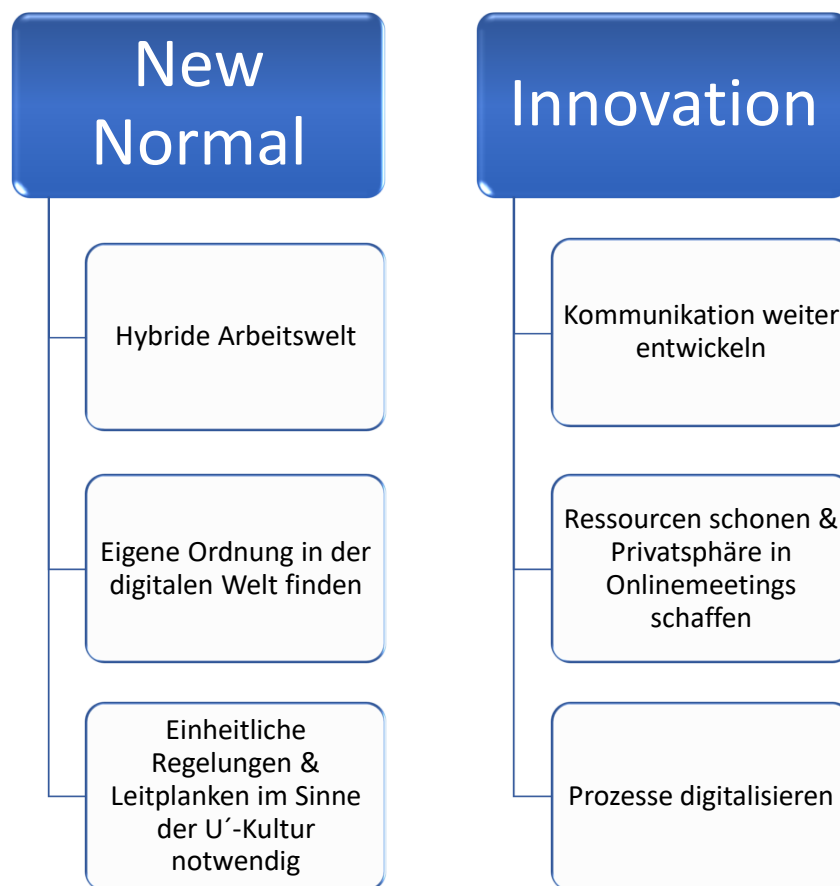 New
Normal
Hybride Arbeitswelt
Eigene Ordnung in der
digitalen Welt finden
Einheitliche
Regelungen &
Leitplanken im Sinne
der U´-Kultur
notwendig
Innovation
Kommunikation weiter
entwickeln
Ressourcen schonen &
Privatsphäre in
Onlinemeetings
schaffen
Prozesse digitalisieren